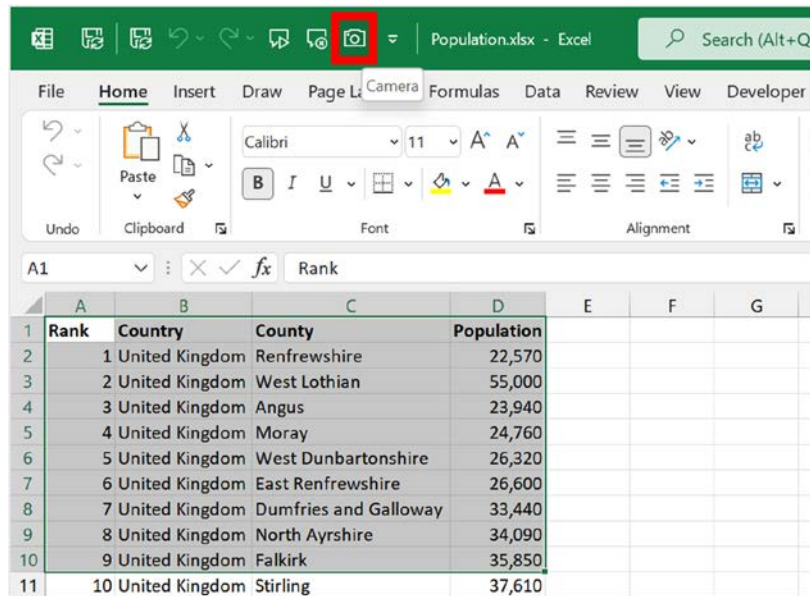 Population.xlsx - Excel Search (Alt+Q
Camera
File Home Insert Draw Page La Formulas Data Review View Developer
Calibri 11 A A ab
Paste
B I U A
Undo Clipboard Font Alignment
A1 fx Rank
A B C D E F G
1 Rank Country County Population
2 1 United Kingdom Renfrewshire 22,570
3 2 United Kingdom West Lothian 55,000
4 3 United Kingdom Angus 23,940
5 4 United Kingdom Moray 24,760
6 5 United Kingdom West Dunbartonshire 26,320
7 6 United Kingdom East Renfrewshire 26,600
8 7 United Kingdom Dumfries and Galloway 33,440
9 8 United Kingdom North Ayrshire 34,090
10 9 United Kingdom Falkirk 35,850
11 10 United Kingdom Stirling 37,610